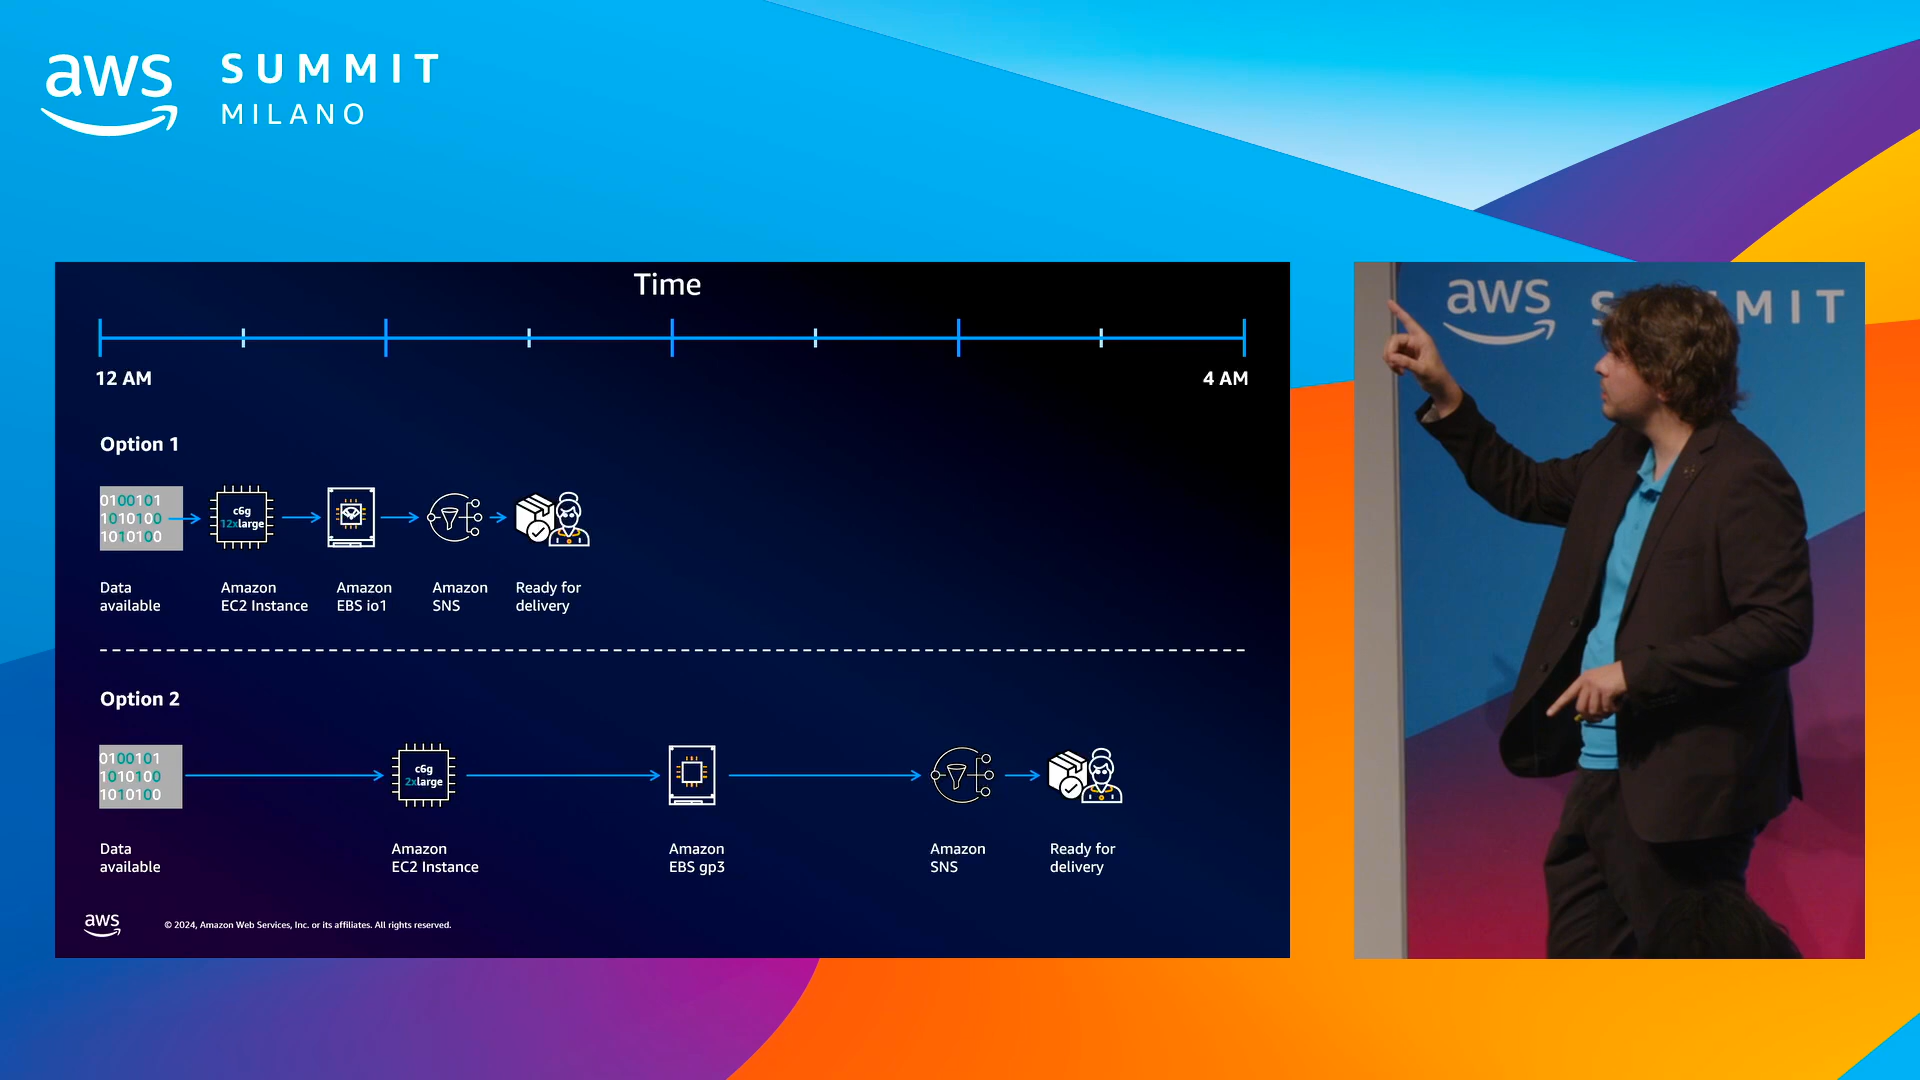 aws
SUMMIT
MILANO
Time
12 AM
4 AM
Option 1
0100101
1010100
1010100
c6g
12xlarge
Data
available
Amazon
EC2 Instance
Amazon
EBS io1
Amazon
SNS
Ready for
delivery
Option 2
0100101
1010100
1010100
c6g
2xlarge
Data
available
Amazon
EC2 Instance
Amazon
EBS gp3
Amazon
SNS
Ready for
delivery
aws
© 2024, Amazon Web Services, Inc. or its affiliates. All rights reserved.
aws
S MIT